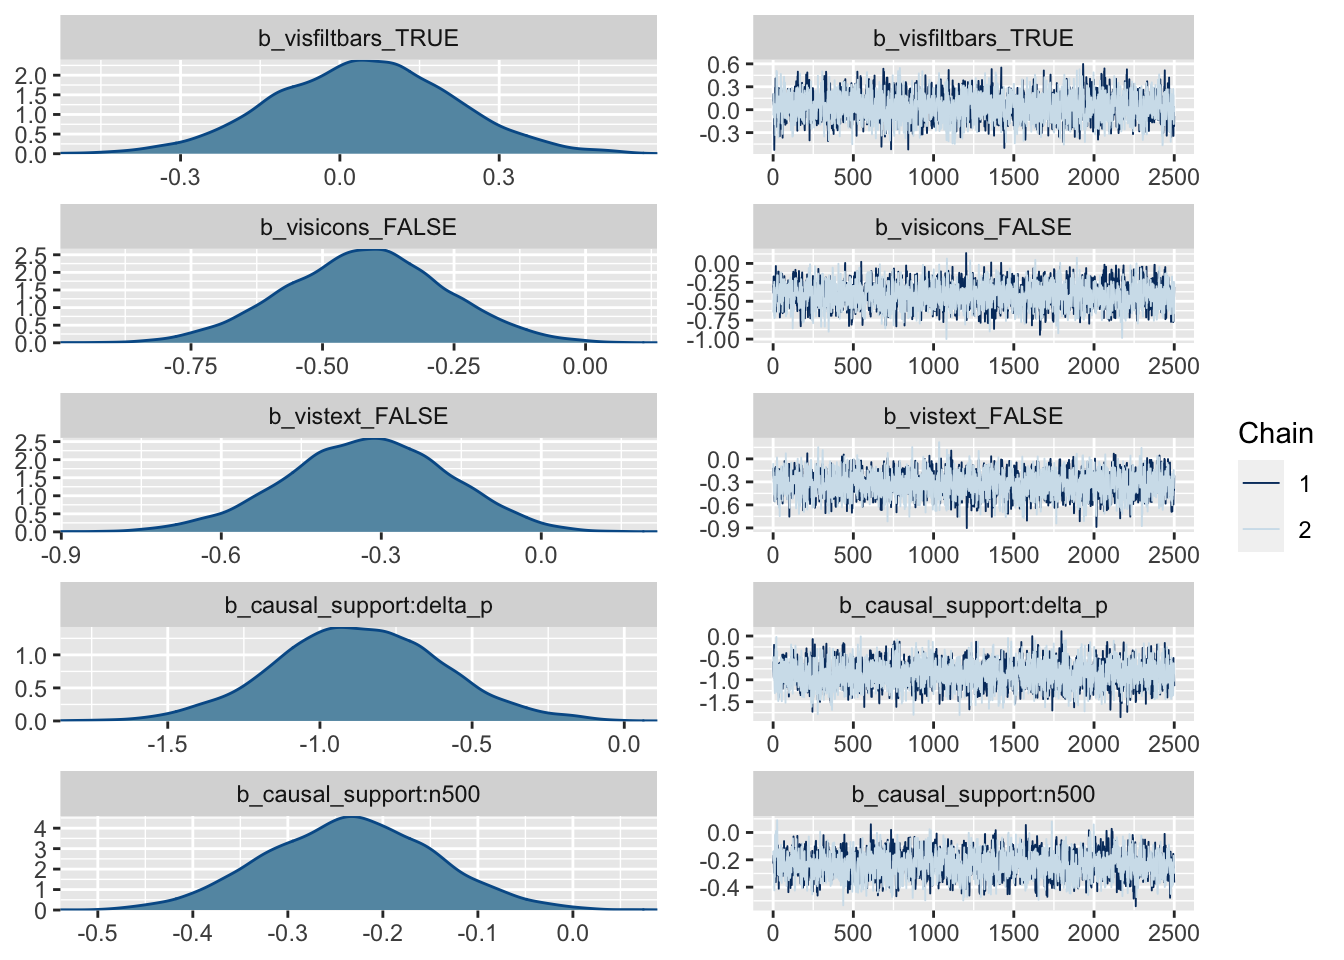 b_visfiltbars_TRUE
2.0
1.5
1.0
0.5
0.0
-0.3 0.0 0.3
b_visfiltbars_TRUE
0.6
0.3
0.0
-0.3
0 500 1000 1500 2000 2500
b_visicons_FALSE
2.5
2.0
1.5
1.0
0.5
0.0
-0.75 -0.50 -0.25 0.00
b_visicons_FALSE
0.00
-0.25
-0.50
-0.75
-1.00
0 500 1000 1500 2000 2500
b_vistext_FALSE
2.5
2.0
1.5
1.0
0.5
0.0
-0.9 -0.6 -0.3 0.0
b_vistext_FALSE
0.0
-0.3
-0.6
-0.9
0 500 1000 1500 2000 2500
b_causal_support:delta_p
1.0
0.5
0.0
-1.5 -1.0 -0.5 0.0
b_causal_support:delta_p
0.0
-0.5
-1.0
-1.5
0 500 1000 1500 2000 2500
b_causal_support:n500
4
3
2
1
0
-0.5 -0.4 -0.3 -0.2 -0.1 0.0
b_causal_support:n500
0.0
-0.2
-0.4
0 500 1000 1500 2000 2500
Chain
1
2